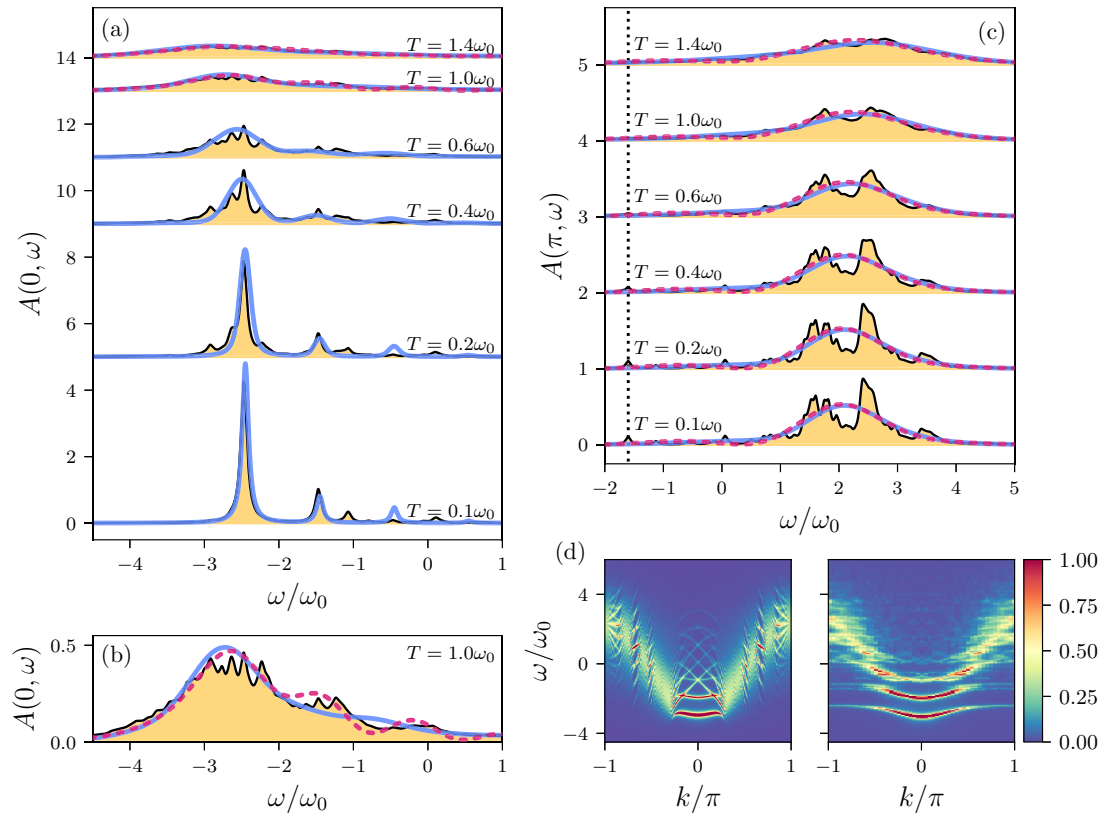 (a)
T = 1.4ω₀
T = 1.0ω₀
T = 0.6ω₀
T = 0.4ω₀
T = 0.2ω₀
T = 0.1ω₀
14
12
10
8
6
4
2
0
A(0, ω)
−4 −3 −2 −1 0 1
ω/ω₀
(b)
T = 1.0ω₀
0.5
0.0
A(0, ω)
−4 −3 −2 −1 0 1
ω/ω₀
(c)
T = 1.4ω₀
T = 1.0ω₀
T = 0.6ω₀
T = 0.4ω₀
T = 0.2ω₀
T = 0.1ω₀
5
4
3
2
1
0
A(π, ω)
−2 −1 0 1 2 3 4 5
ω/ω₀
(d)
4
0
−4
ω/ω₀
−1 0 1
k/π
−1 0 1
k/π
1.00
0.75
0.50
0.25
0.00